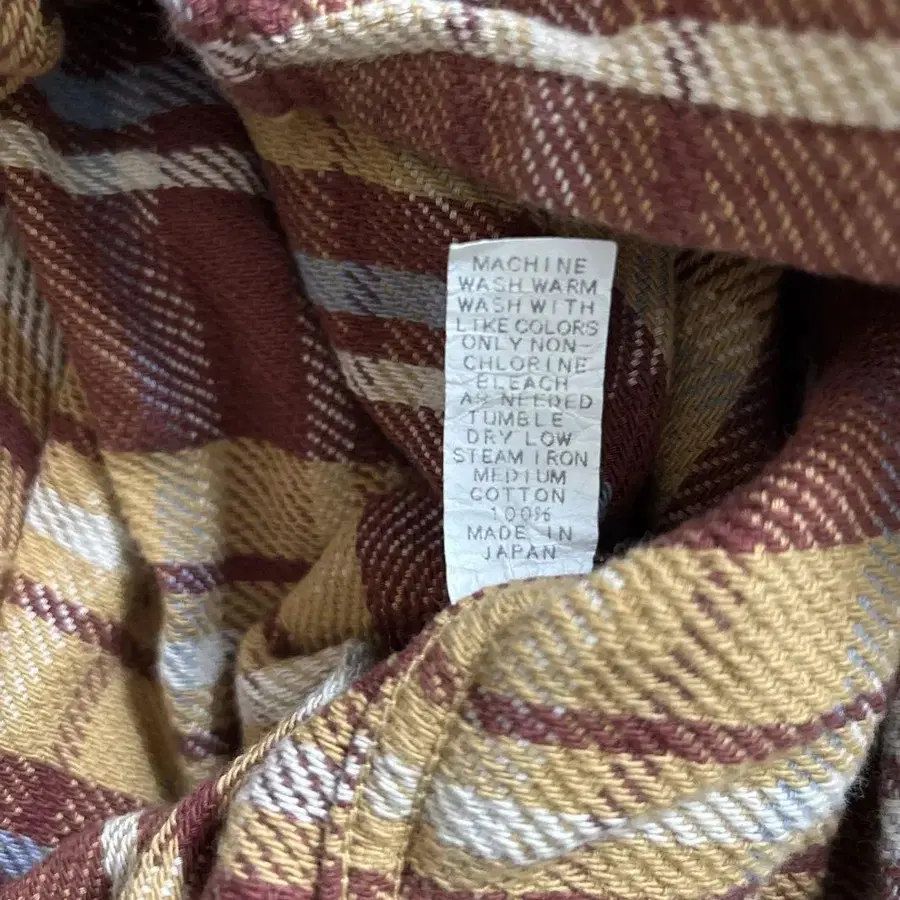 MACHINE
WASH WARM
WASH WITH
LIKE COLORS
ONLY NON-
CHLORINE
BLEACH
AS NEEDED
TUMBLE
DRY LOW
STEAM IRON
MEDIUM
COTTON
100%
MADE IN
JAPAN